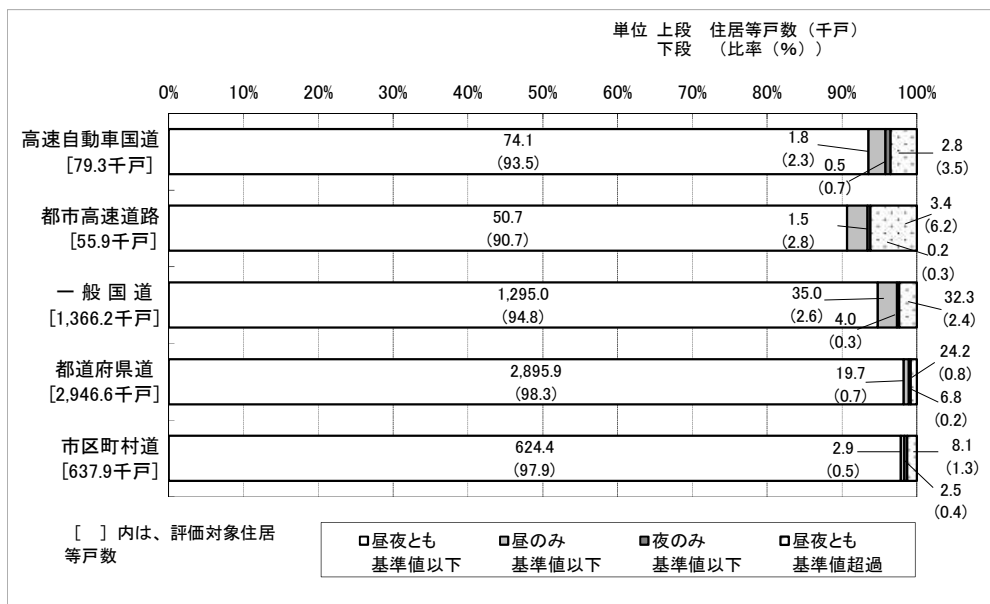 単位 上段 住居等戸数（千戸）
下段 （比率（%））
0% 10% 20% 30% 40% 50% 60% 70% 80% 90% 100%
高速自動車国道
[79.3千戸]
74.1
(93.5)
1.8
(2.3)
0.5
(0.7)
2.8
(3.5)
都市高速道路
[55.9千戸]
50.7
(90.7)
1.5
(2.8)
3.4
(6.2)
0.2
(0.3)
一般国道
[1,366.2千戸]
1,295.0
(94.8)
35.0
(2.6)
4.0
(0.3)
32.3
(2.4)
都道府県道
[2,946.6千戸]
2,895.9
(98.3)
19.7
(0.7)
24.2
(0.8)
6.8
(0.2)
市区町村道
[637.9千戸]
624.4
(97.9)
2.9
(0.5)
8.1
(1.3)
2.5
(0.4)
[ ]内は、評価対象住居
等戸数
昼夜とも
基準値以下
昼のみ
基準値以下
夜のみ
基準値以下
昼夜とも
基準値超過